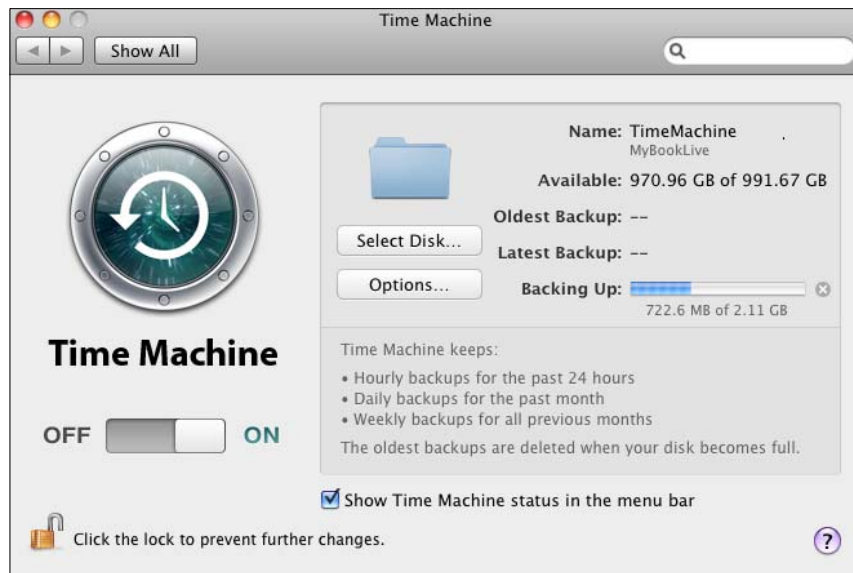 Time Machine
Show All
Name: TimeMachine
MyBookLive
Available: 970.96 GB of 991.67 GB
Oldest Backup: --
Latest Backup: --
Backing Up:
722.6 MB of 2.11 GB
Select Disk...
Options...
Time Machine
OFF ON
Time Machine keeps:
• Hourly backups for the past 24 hours
• Daily backups for the past month
• Weekly backups for all previous months
The oldest backups are deleted when your disk becomes full.
Show Time Machine status in the menu bar
Click the lock to prevent further changes.
?